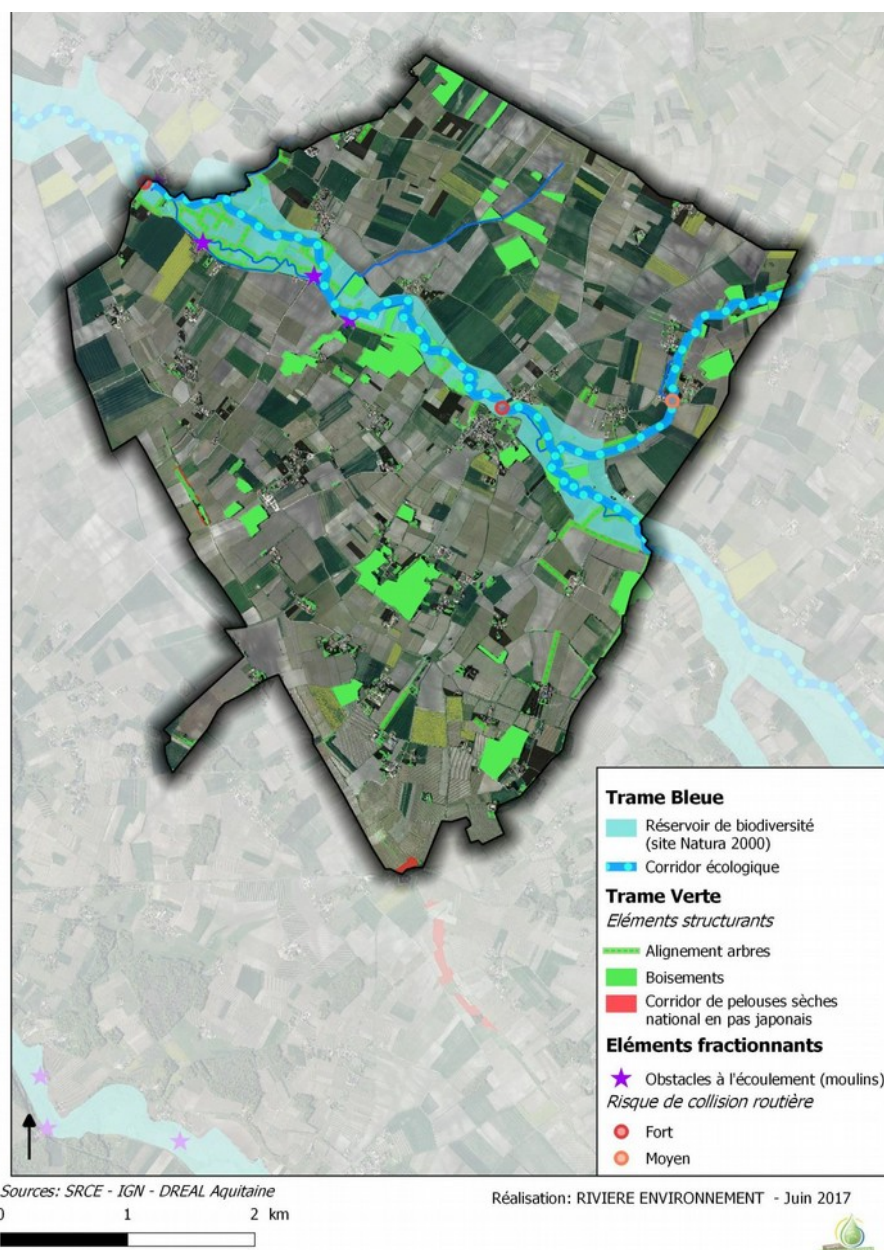 Trame Bleue
Réservoir de biodiversité
(site Natura 2000)
Corridor écologique
Trame Verte
Eléments structurants
Alignement arbres
Boisements
Corridor de pelouses sèches
national en pas japonais
Eléments fractionnants
Obstacles à l'écoulement (moulins)
Risque de collision routière
Fort
Moyen
Sources: SRCE - IGN - DREAL Aquitaine
Réalisation: RIVIERE ENVIRONNEMENT - Juin 2017
0 1 2 km